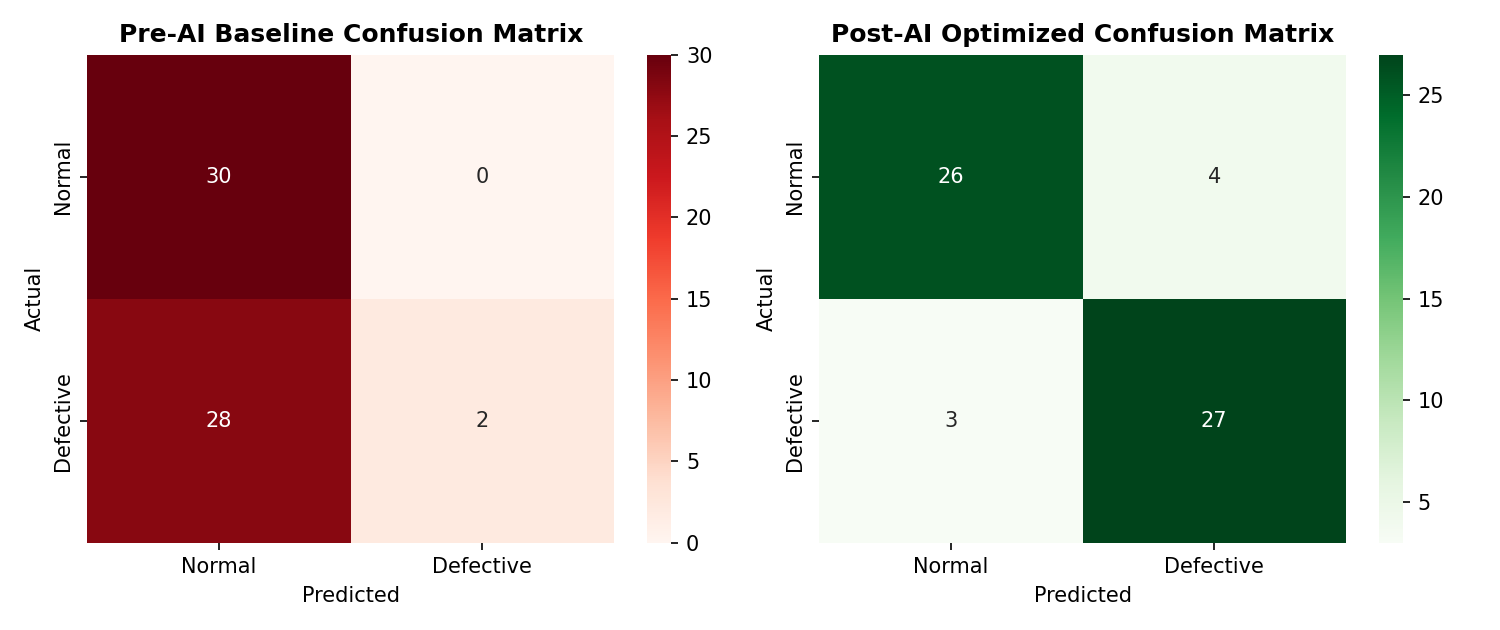 Pre-AI Baseline Confusion Matrix
Actual
Normal
Defective
30
0
28
2
Normal
Defective
Predicted
30
25
20
15
10
5
0
Post-AI Optimized Confusion Matrix
Actual
Normal
Defective
26
4
3
27
Normal
Defective
Predicted
25
20
15
10
5